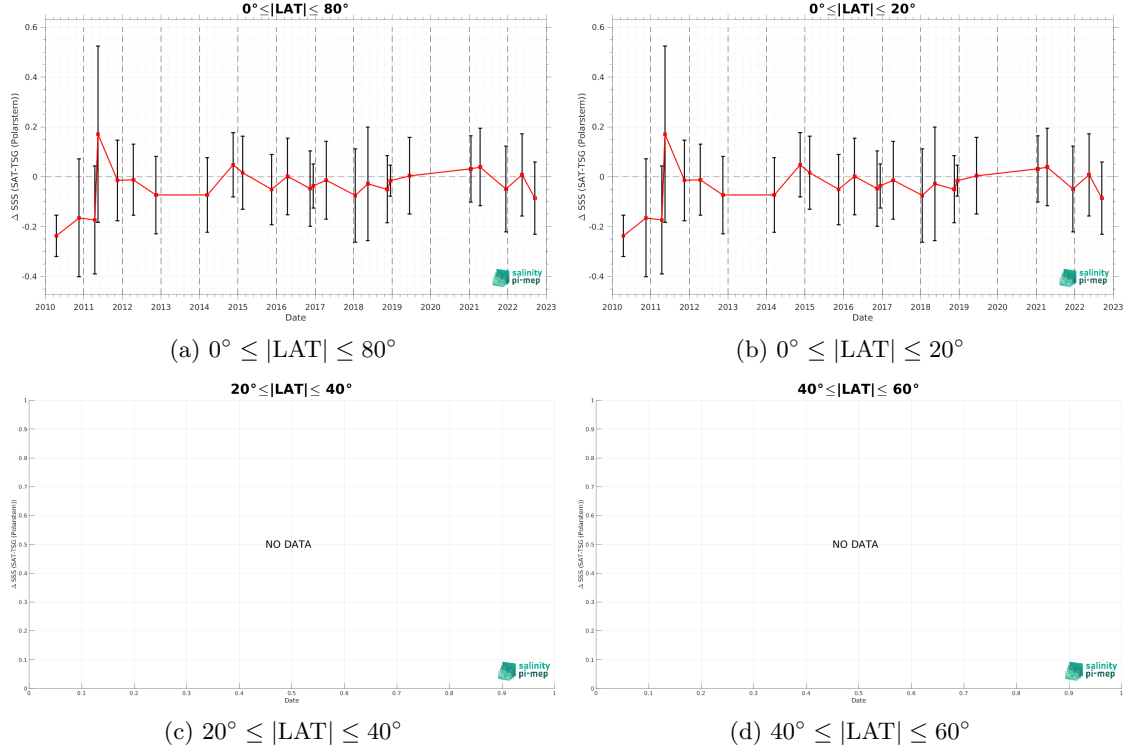 0°≤|LAT|≤ 80°
Δ SSS (SAT-TSG (Polarstern))
0.6
0.4
0.2
0
-0.2
-0.4
2010 2011 2012 2013 2014 2015 2016 2017 2018 2019 2020 2021 2022 2023
Date
salinity
pi-mep
(a) 0° ≤ |LAT| ≤ 80°
0°≤|LAT|≤ 20°
Δ SSS (SAT-TSG (Polarstern))
0.6
0.4
0.2
0
-0.2
-0.4
2010 2011 2012 2013 2014 2015 2016 2017 2018 2019 2020 2021 2022 2023
Date
salinity
pi-mep
(b) 0° ≤ |LAT| ≤ 20°
20°≤|LAT|≤ 40°
Δ SSS (SAT-TSG (Polarstern))
1
0.9
0.8
0.7
0.6
0.5
0.4
0.3
0.2
0.1
0
NO DATA
0 0.1 0.2 0.3 0.4 0.5 0.6 0.7 0.8 0.9 1
Date
salinity
pi-mep
(c) 20° ≤ |LAT| ≤ 40°
40°≤|LAT|≤ 60°
Δ SSS (SAT-TSG (Polarstern))
1
0.9
0.8
0.7
0.6
0.5
0.4
0.3
0.2
0.1
0
NO DATA
0 0.1 0.2 0.3 0.4 0.5 0.6 0.7 0.8 0.9 1
Date
salinity
pi-mep
(d) 40° ≤ |LAT| ≤ 60°